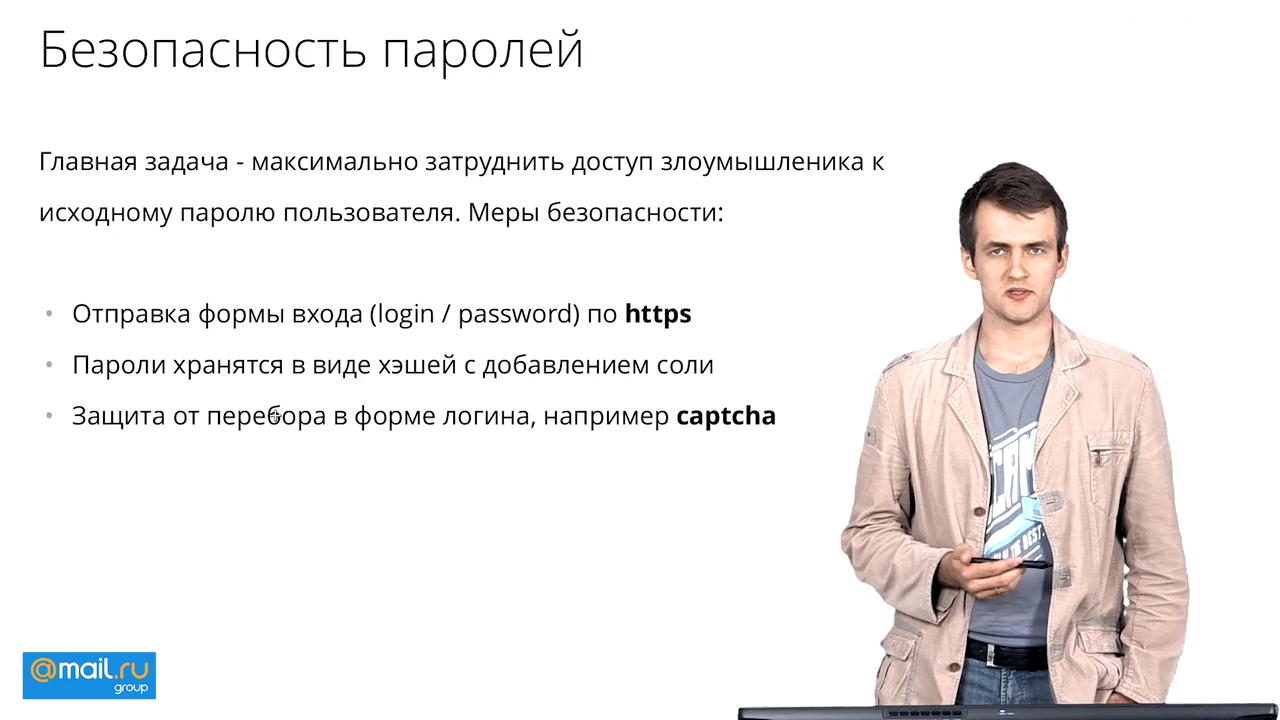 Безопасность паролей
Главная задача - максимально затруднить доступ злоумышленика к
исходному паролю пользователя. Меры безопасности:
• Отправка формы входа (login / password) по https
• Пароли хранятся в виде хэшей с добавлением соли
• Защита от перебора в форме логина, например captcha
@mail.ru
group